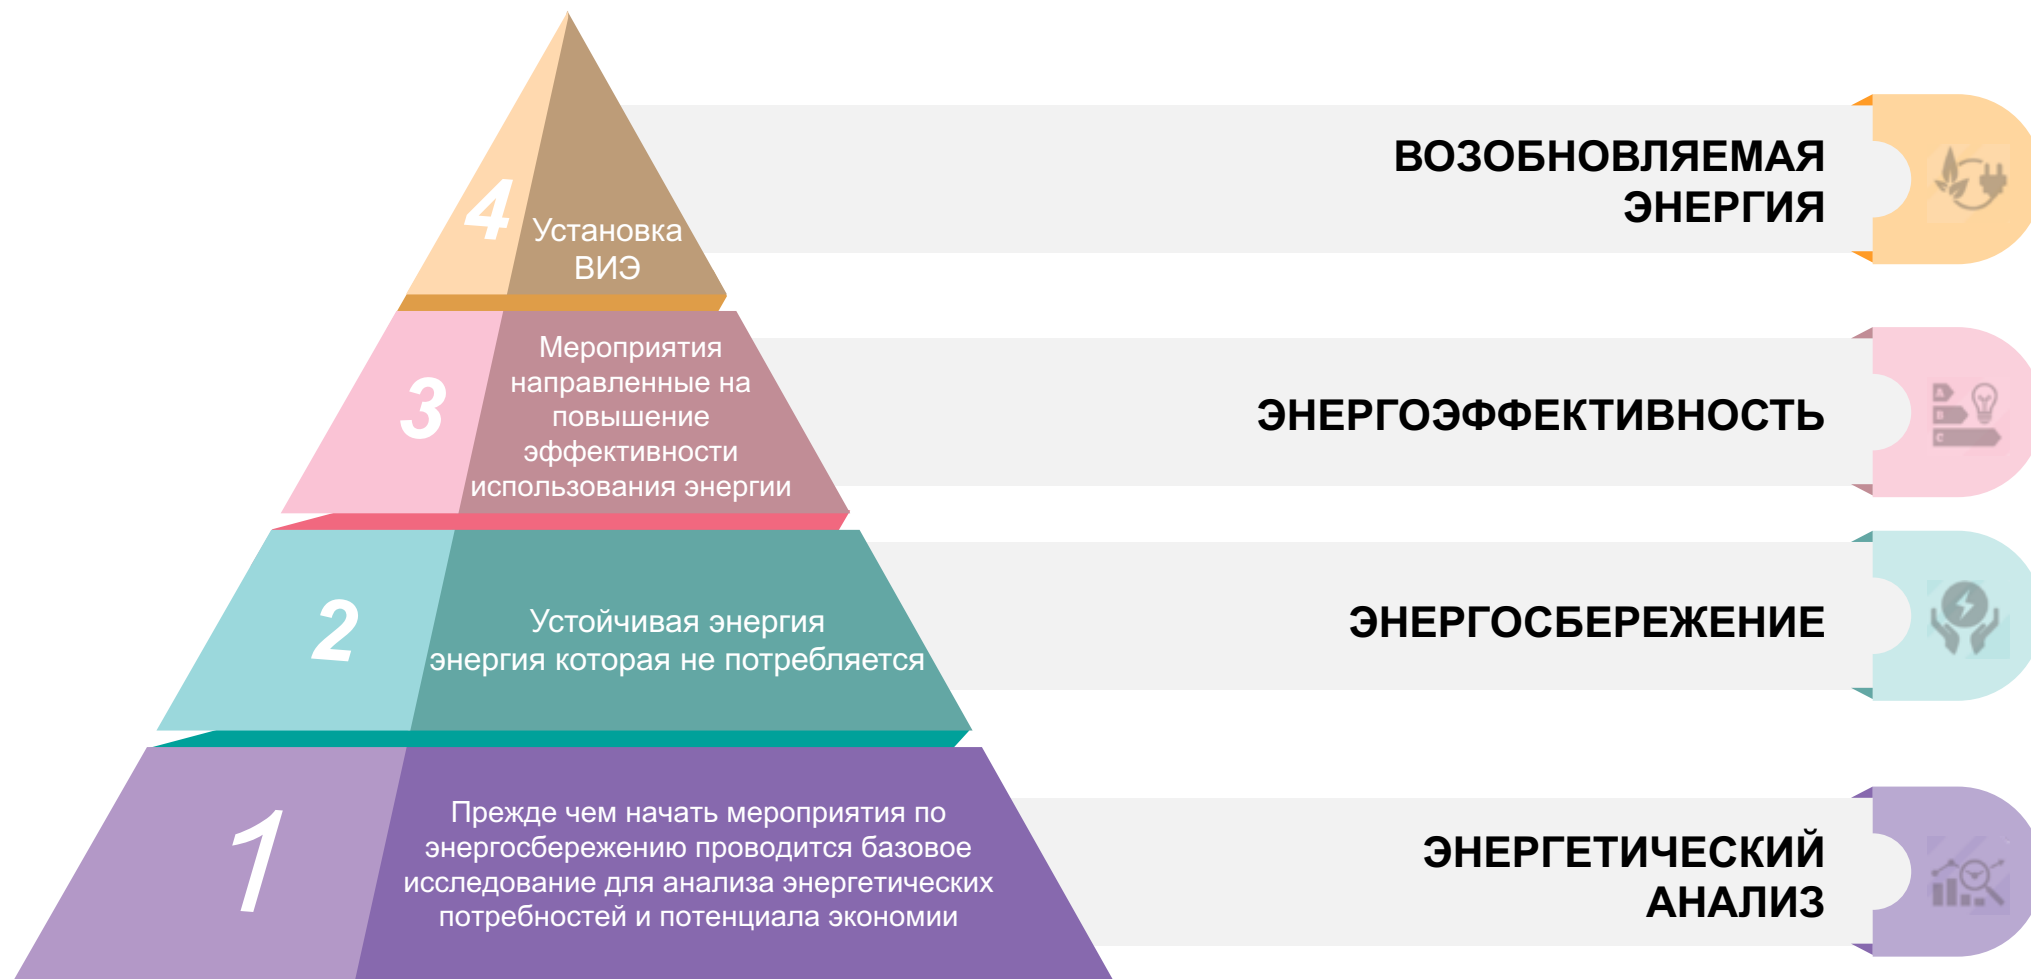 4
Установка
ВИЭ
ВОЗОБНОВЛЯЕМАЯ
ЭНЕРГИЯ
3
Мероприятия
направленные на
повышение
эффективности
использования энергии
ЭНЕРГОЭФФЕКТИВНОСТЬ
A
B
C
2
Устойчивая энергия
энергия которая не потребляется
ЭНЕРГОСБЕРЕЖЕНИЕ
1
Прежде чем начать мероприятия по
энергосбережению проводится базовое
исследование для анализа энергетических
потребностей и потенциала экономии
ЭНЕРГЕТИЧЕСКИЙ
АНАЛИЗ